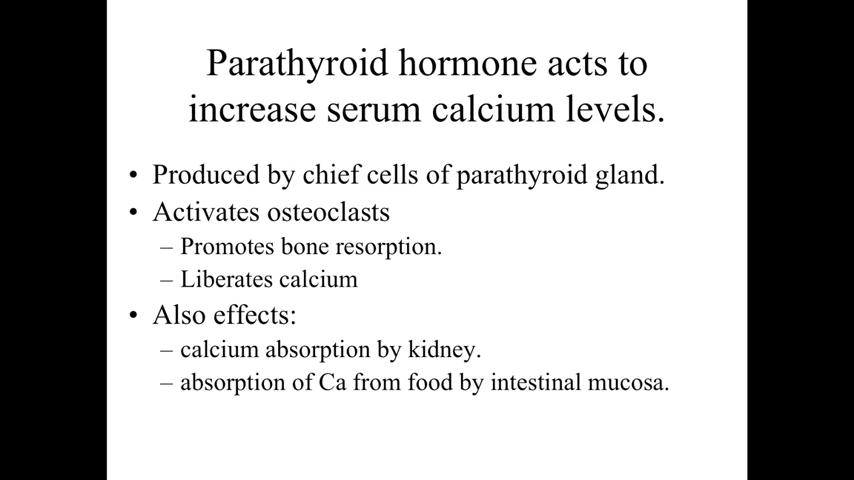 Parathyroid hormone acts to
increase serum calcium levels.
• Produced by chief cells of parathyroid gland.
• Activates osteoclasts
– Promotes bone resorption.
– Liberates calcium
• Also effects:
– calcium absorption by kidney.
– absorption of Ca from food by intestinal mucosa.